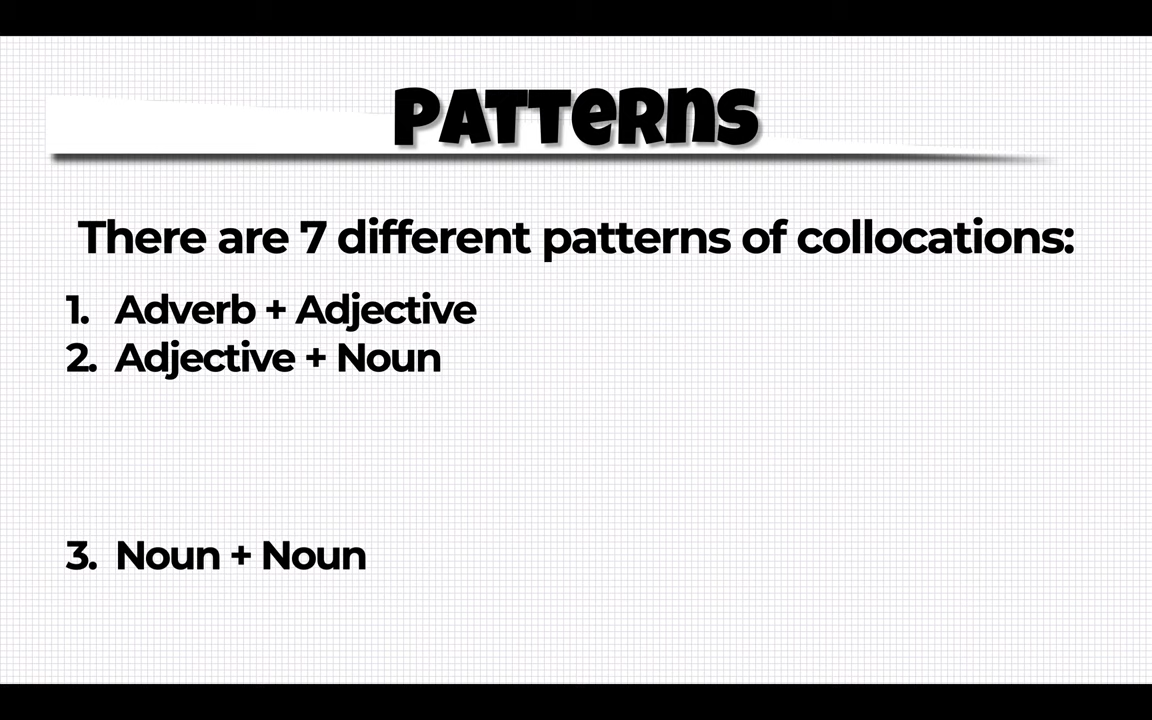 PATTERNS
There are 7 different patterns of collocations:
1. Adverb + Adjective
2. Adjective + Noun
3. Noun + Noun